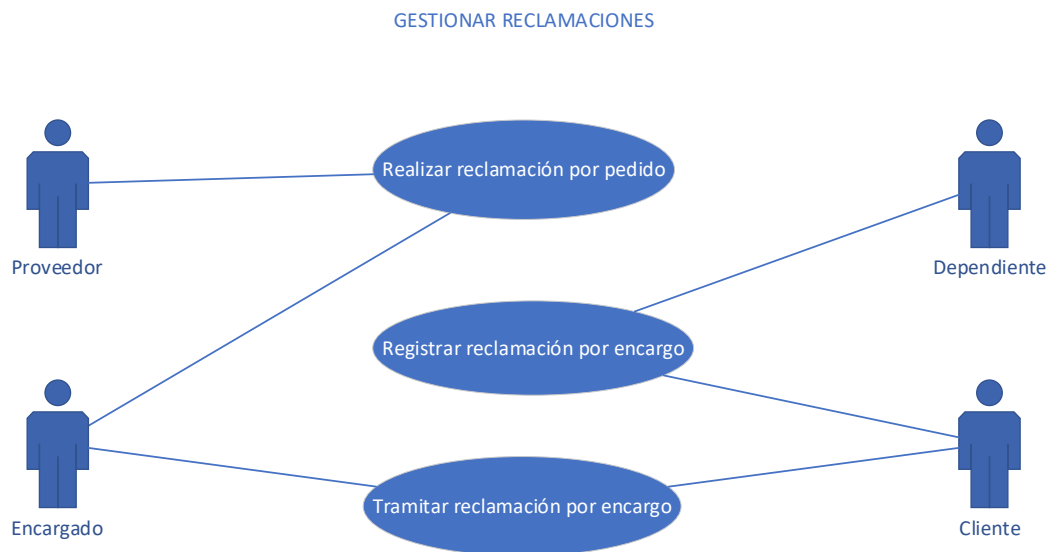 GESTIONAR RECLAMACIONES
Realizar reclamación por pedido
Proveedor
Dependiente
Registrar reclamación por encargo
Tramitar reclamación por encargo
Encargado
Cliente